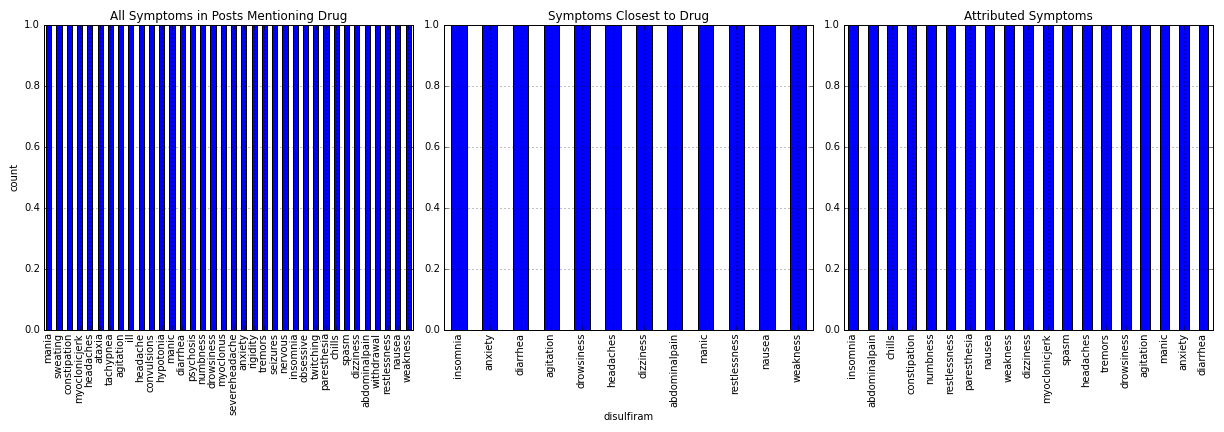 All Symptoms in Posts Mentioning Drug
Symptoms Closest to Drug
Attributed Symptoms
count
1.0
0.8
0.6
0.4
0.2
0.0
mania
sweating
constipation
myoclonicjerk
headaches
ataxia
tachypnea
agitation
ill
headache
convulsions
hypotonia
manic
diarrhea
psychosis
numbness
drowsiness
myoclonus
severeheadache
anxiety
rigidity
tremors
seizures
nervous
insomnia
obsessive
twitching
paresthesia
chills
spasm
dizziness
abdominalpain
withdrawal
restlessness
nausea
weakness
1.0
0.8
0.6
0.4
0.2
0.0
insomnia
anxiety
diarrhea
agitation
drowsiness
headaches
dizziness
abdominalpain
manic
restlessness
nausea
weakness
disulfiram
1.0
0.8
0.6
0.4
0.2
0.0
insomnia
abdominalpain
chills
constipation
numbness
restlessness
paresthesia
nausea
weakness
dizziness
myoclonicjerk
spasm
headaches
tremors
drowsiness
agitation
manic
anxiety
diarrhea